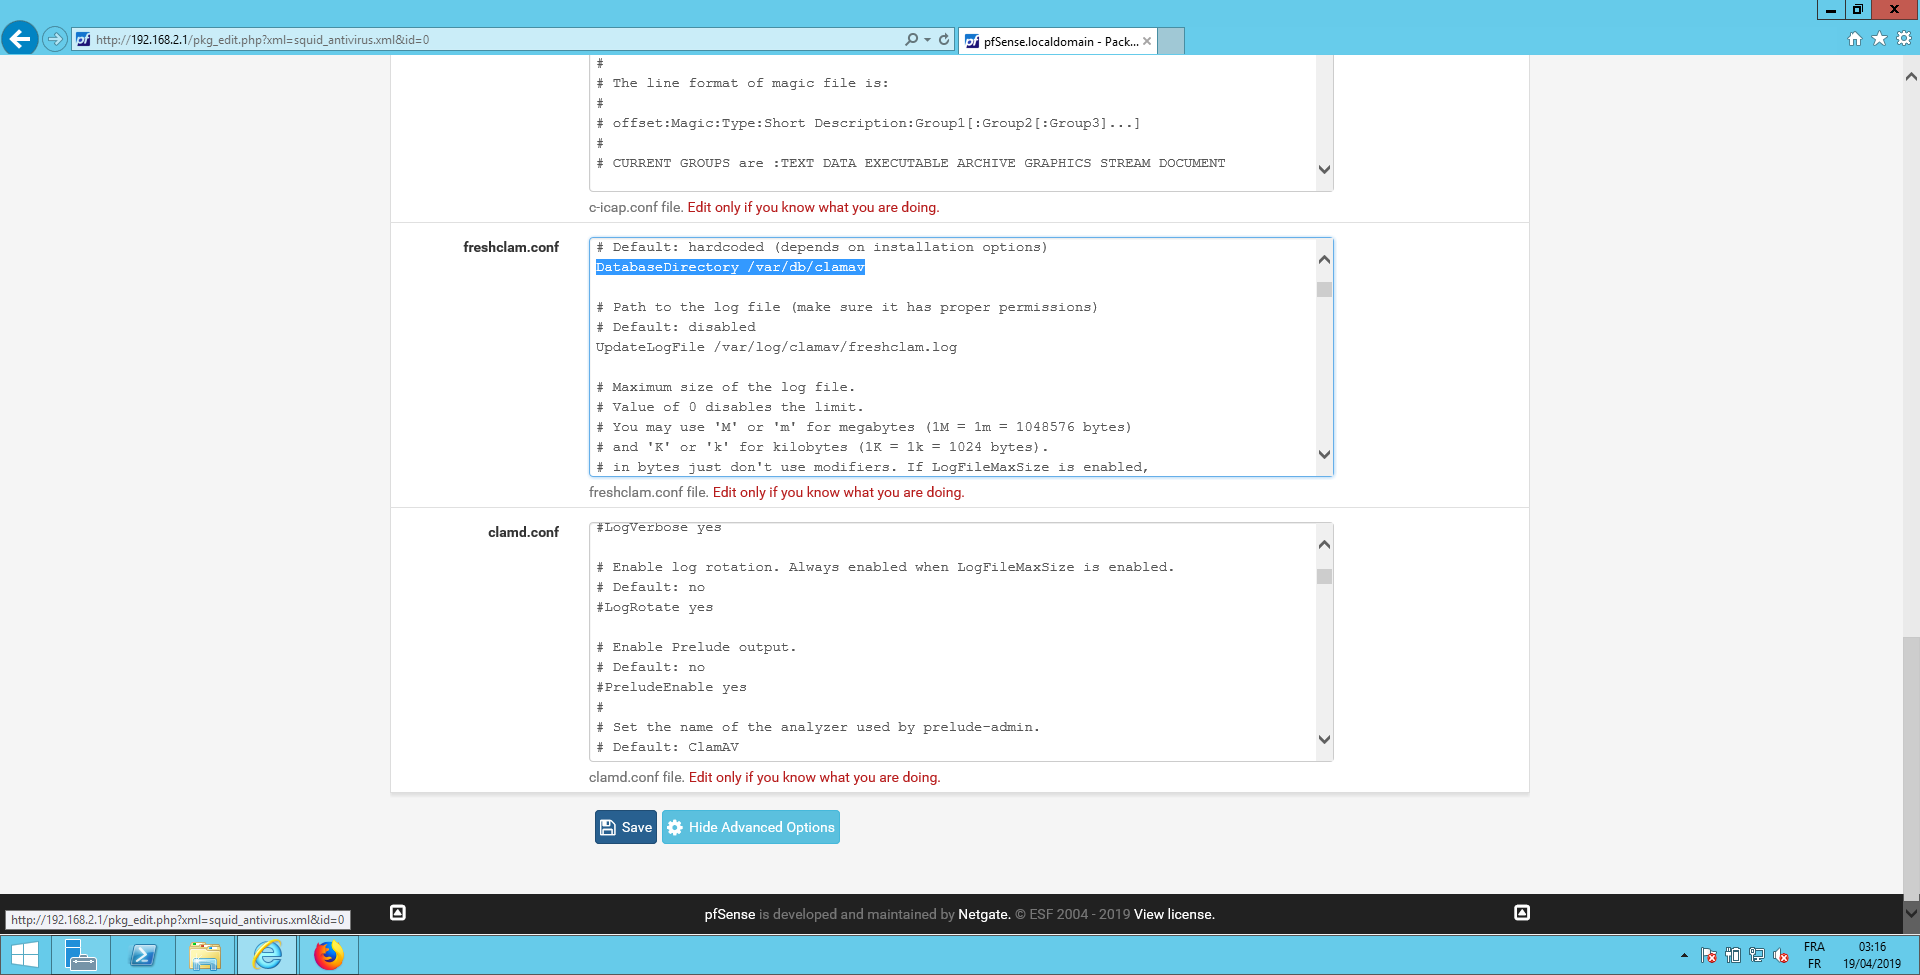 http://192.168.2.1/pkg_edit.php?xml=squid_antivirus.xml&id=0
pfSense.localdomain - Pack...
#
# The line format of magic file is:
#
# offset:Magic:Type:Short Description:Group1[:Group2[:Group3]...]
#
# CURRENT GROUPS are :TEXT DATA EXECUTABLE ARCHIVE GRAPHICS STREAM DOCUMENT
c-icap.conf file. Edit only if you know what you are doing.
freshclam.conf
# Default: hardcoded (depends on installation options)
DatabaseDirectory /var/db/clamav
# Path to the log file (make sure it has proper permissions)
# Default: disabled
UpdateLogFile /var/log/clamav/freshclam.log
# Maximum size of the log file.
# Value of 0 disables the limit.
# You may use 'M' or 'm' for megabytes (1M = 1m = 1048576 bytes)
# and 'K' or 'k' for kilobytes (1K = 1k = 1024 bytes).
# in bytes just don't use modifiers. If LogFileMaxSize is enabled,
freshclam.conf file. Edit only if you know what you are doing.
clamd.conf
#LogVerbose yes
# Enable log rotation. Always enabled when LogFileMaxSize is enabled.
# Default: no
#LogRotate yes
# Enable Prelude output.
# Default: no
#PreludeEnable yes
#
# Set the name of the analyzer used by prelude-admin.
# Default: ClamAV
clamd.conf file. Edit only if you know what you are doing.
Save
Hide Advanced Options
pfSense is developed and maintained by Netgate. © ESF 2004 - 2019 View license.
http://192.168.2.1/pkg_edit.php?xml=squid_antivirus.xml&id=0
FRA
FR
03:16
19/04/2019